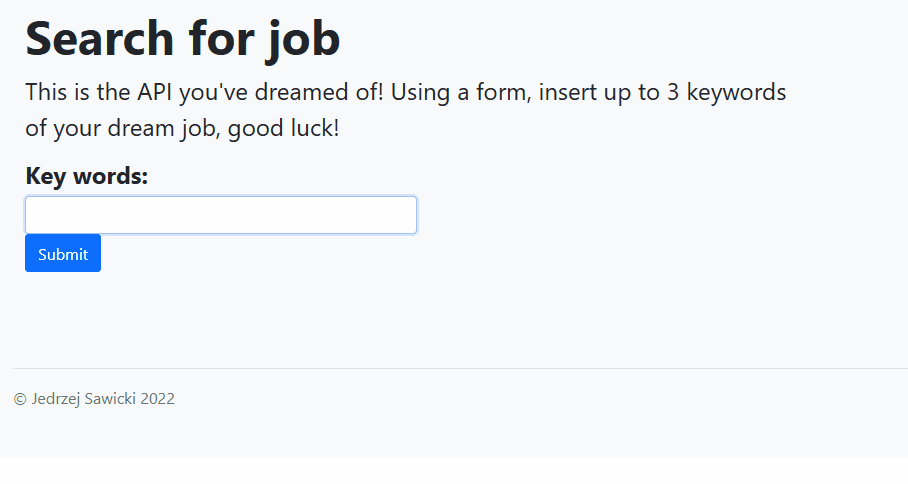 Search for job
This is the API you've dreamed of! Using a form, insert up to 3 keywords
of your dream job, good luck!
Key words:
Submit
© Jedrzej Sawicki 2022